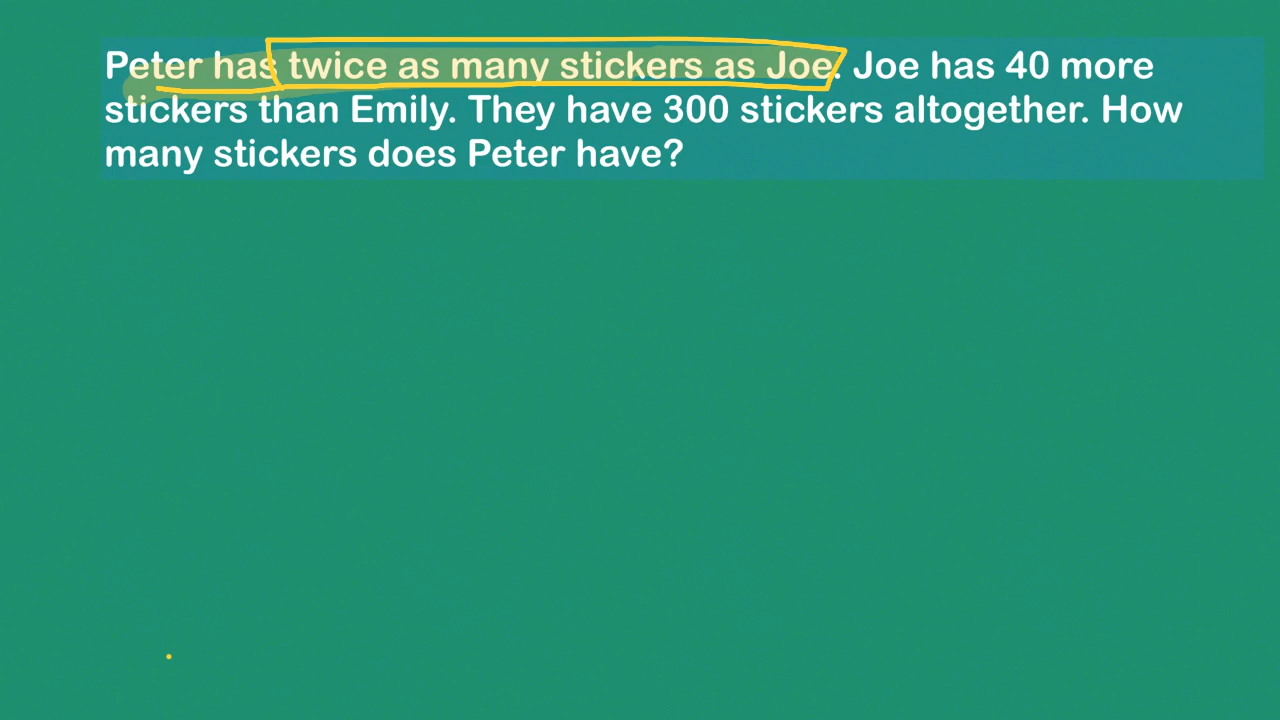 Peter has twice as many stickers as Joe. Joe has 40 more
stickers than Emily. They have 300 stickers altogether. How
many stickers does Peter have?